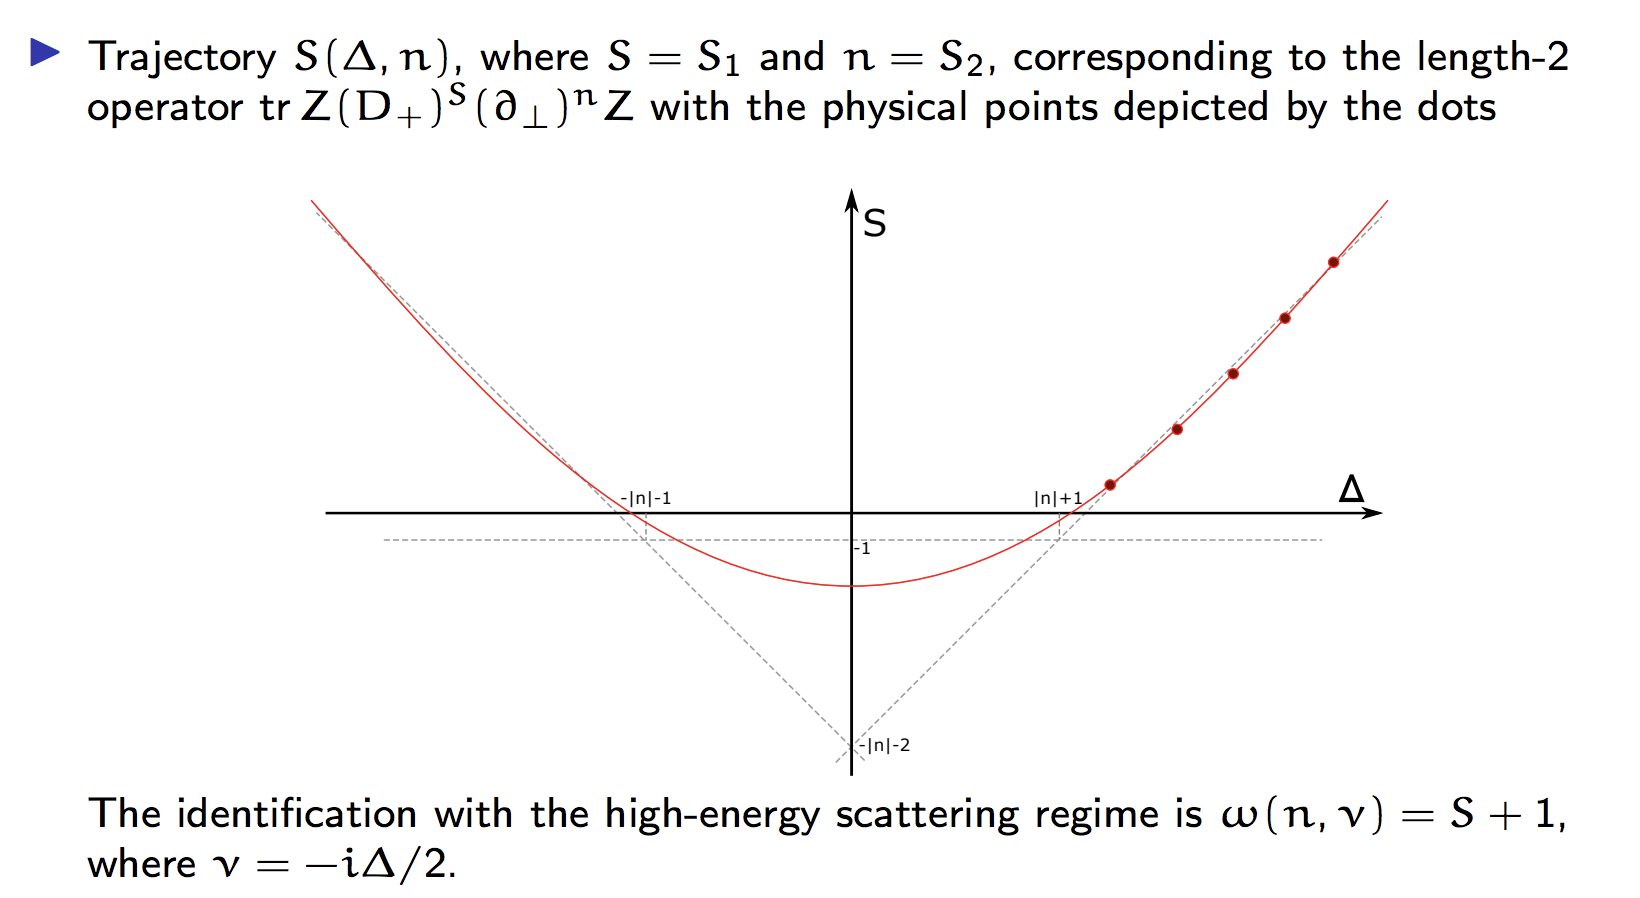 ▶ Trajectory S(Δ, n), where S = S₁ and n = S₂, corresponding to the length-2
operator tr Z(D₊)^S(∂⊥)^n Z with the physical points depicted by the dots
S
-|n|-1
|n|+1
Δ
-1
-|n|-2
The identification with the high-energy scattering regime is ω(n, ν) = S + 1,
where ν = −iΔ/2.